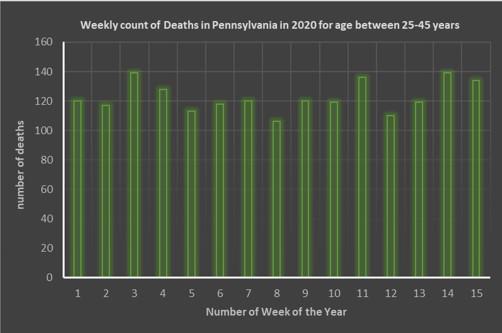 Weekly count of Deaths in Pennsylvania in 2020 for age between 25-45 years
160
140
120
100
80
60
40
20
0
number of deaths
1 2 3 4 5 6 7 8 9 10 11 12 13 14 15
Number of Week of the Year